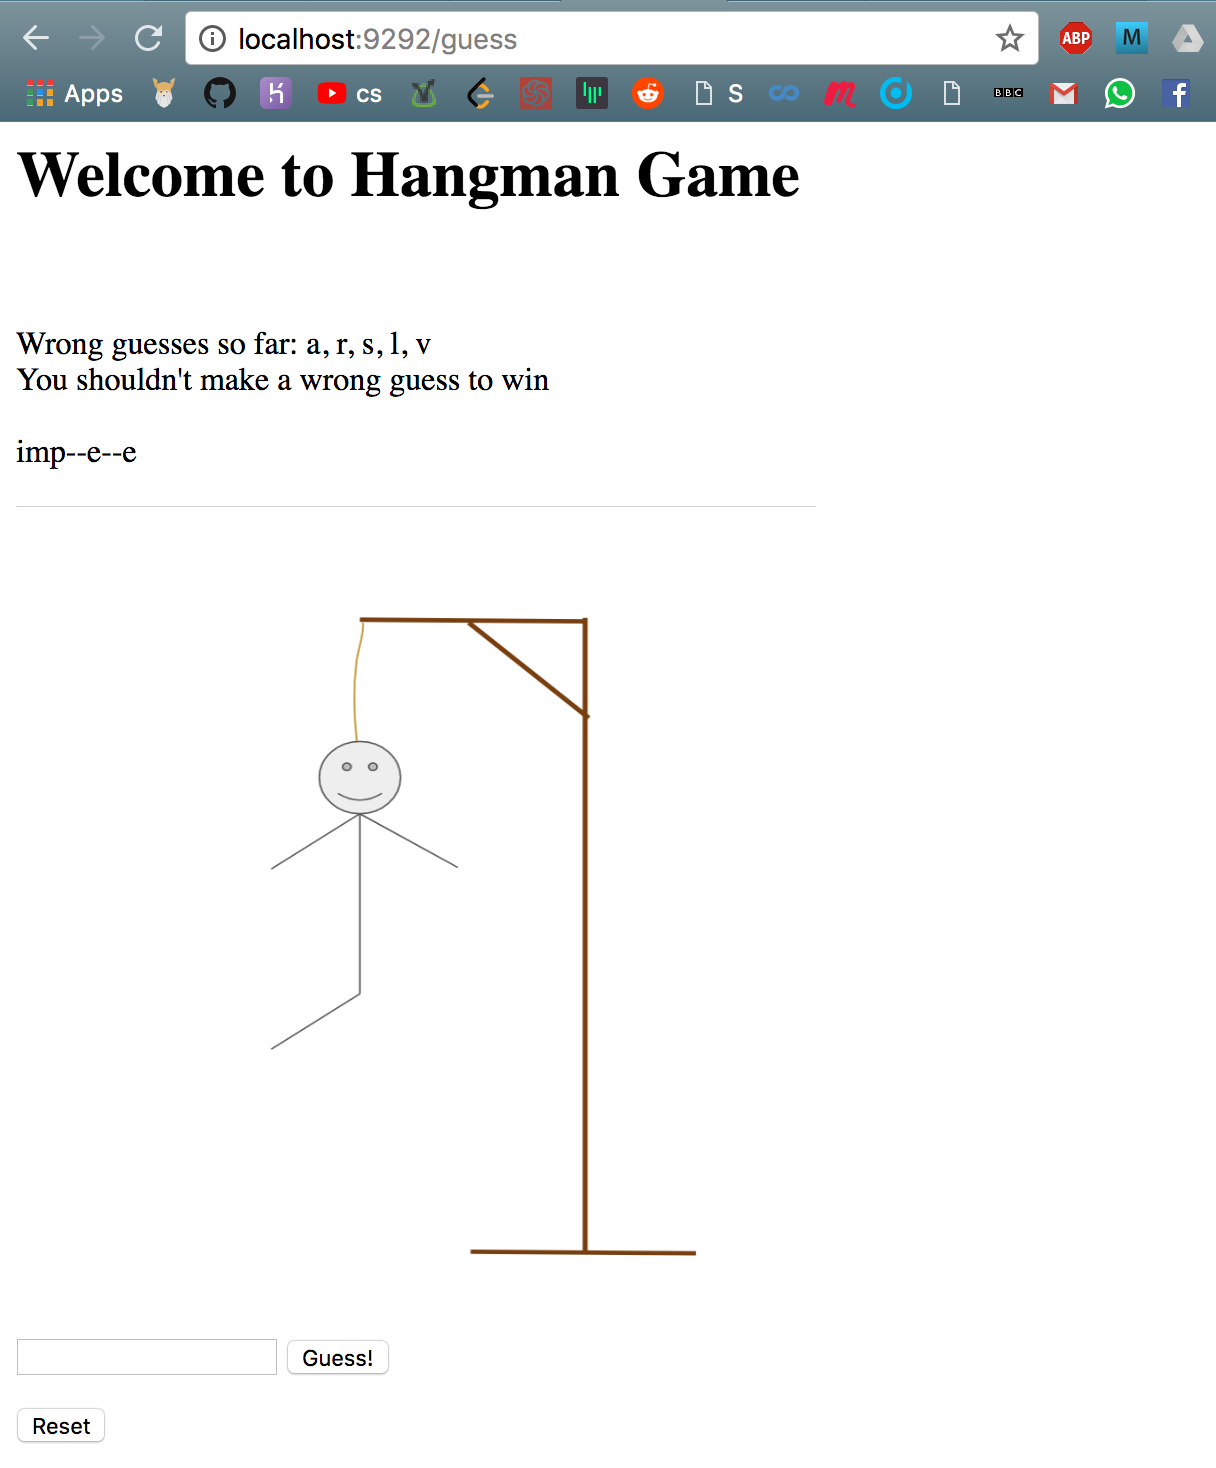 localhost:9292/guess
ABP
M
Apps
cs
S
BBC
Welcome to Hangman Game
Wrong guesses so far: a, r, s, l, v
You shouldn't make a wrong guess to win
imp--e--e
Guess!
Reset